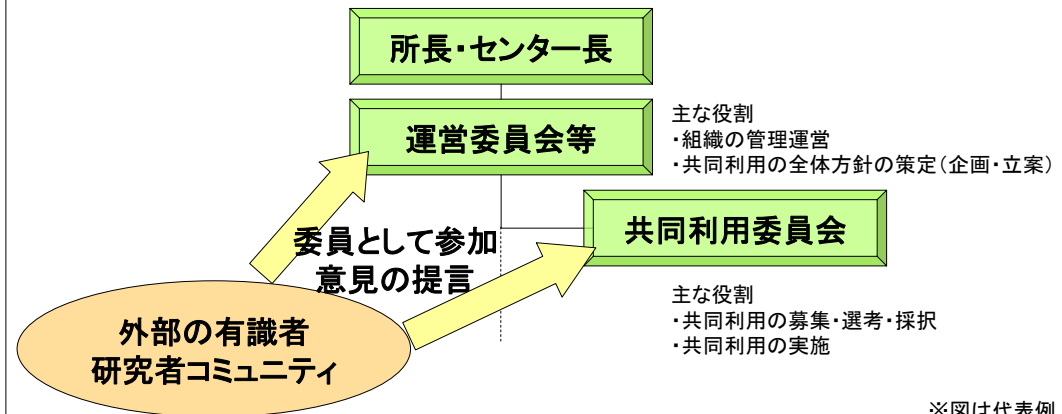 所長・センター長
運営委員会等
主な役割
・組織の管理運営
・共同利用の全体方針の策定(企画・立案)
共同利用委員会
委員として参加
意見の提言
主な役割
・共同利用の募集・選考・採択
・共同利用の実施
外部の有識者
研究者コミュニティ
※図は代表例